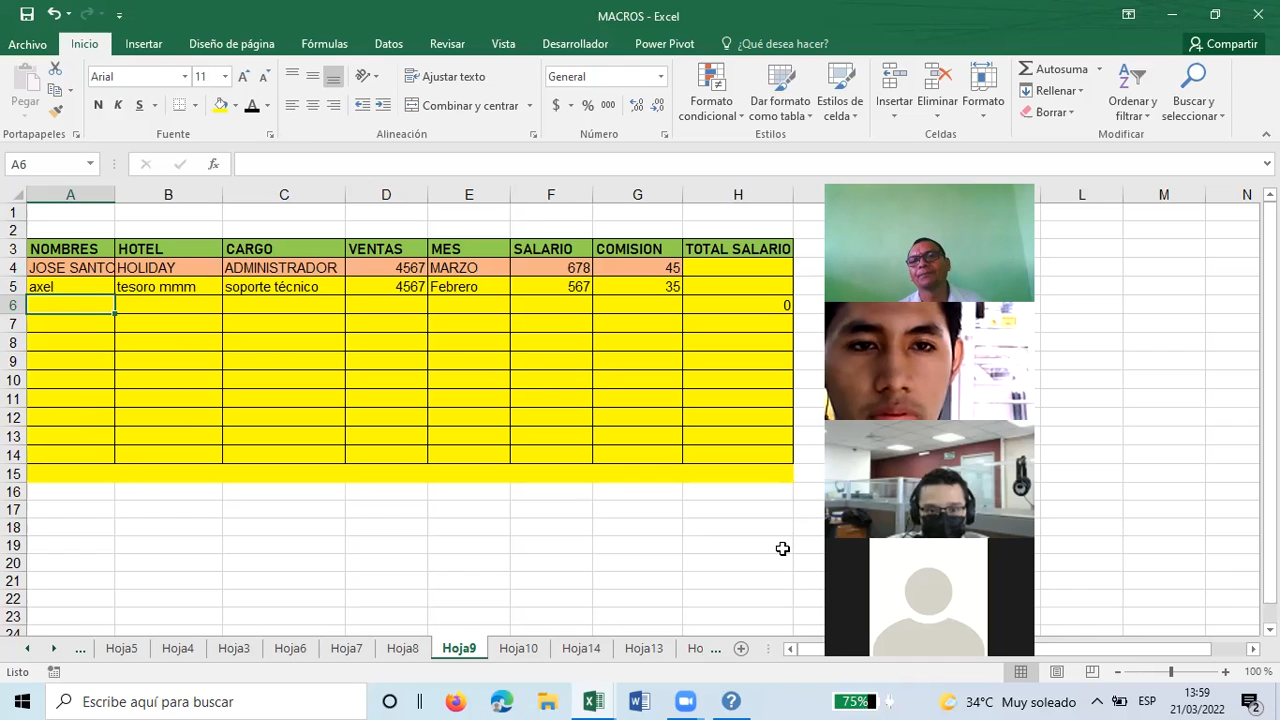 MACROS - Excel
Archivo Inicio Insertar Diseño de página Fórmulas Datos Revisar Vista Desarrollador Power Pivot ¿Qué desea hacer? Compartir
Pegar
Arial 11
N K S
Ajustar texto
Combinar y centrar
General
$ % 000
Formato condicional
Dar formato como tabla
Estilos de celda
Insertar
Eliminar
Formato
Autosuma
Rellenar
Borrar
Ordenar y filtrar
Buscar y seleccionar
Portapapeles Fuente Alineación Número Estilos Celdas Modificar
A6 fx
A B C D E F G H L M N
1
2
3 NOMBRES HOTEL CARGO VENTAS MES SALARIO COMISION TOTAL SALARIO
4 JOSE SANTO HOLIDAY ADMINISTRADOR 4567 MARZO 678 45
5 axel tesoro mmm soporte técnico 4567 Febrero 567 35
6 0
7
8
9
10
11
12
13
14
15
16
17
18
19
20
21
22
23
24
... Hoja5 Hoja4 Hoja3 Hoja6 Hoja7 Hoja8 Hoja9 Hoja10 Hoja14 Hoja13 Ho ...
Listo 100 %
Escribe aquí para buscar 75% 34°C Muy soleado ESP 13:59
21/03/2022 2